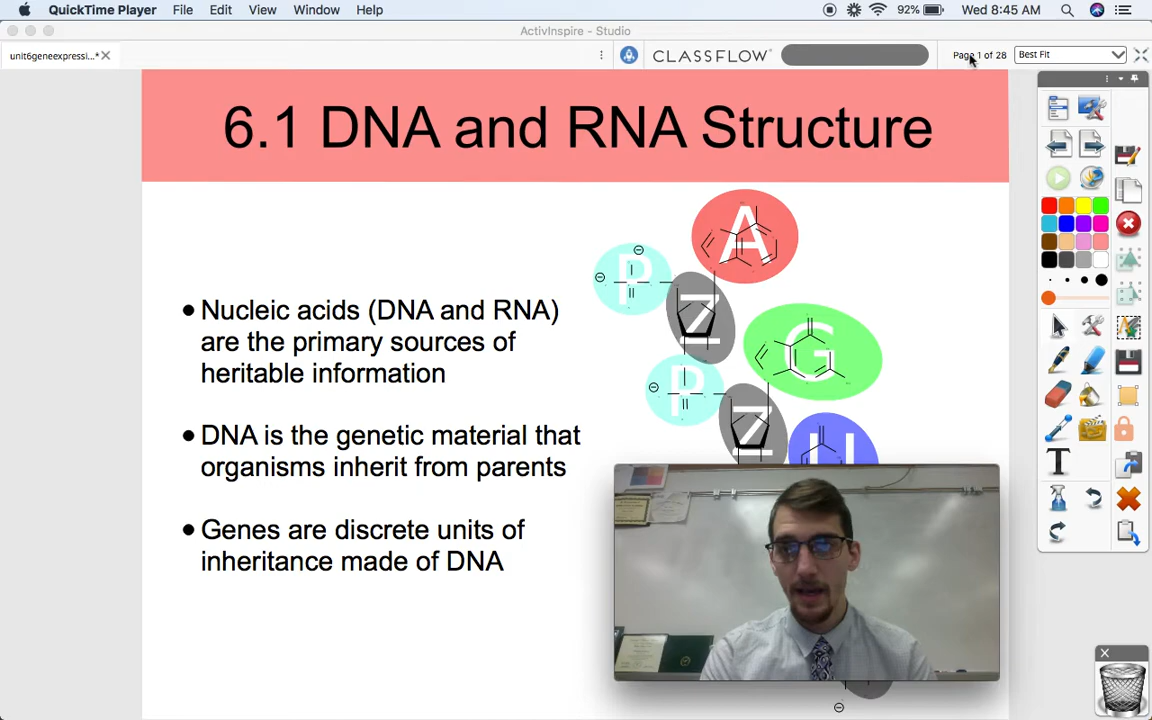 QuickTime Player File Edit View Window Help 92% Wed 8:45 AM
ActivInspire - Studio
unit6geneexpressi...*
CLASSFLOW
Page 1 of 28
Best Fit
6.1 DNA and RNA Structure
A
P
Z
G
P
Z
U
• Nucleic acids (DNA and RNA)
are the primary sources of
heritable information
• DNA is the genetic material that
organisms inherit from parents
• Genes are discrete units of
inheritance made of DNA
T